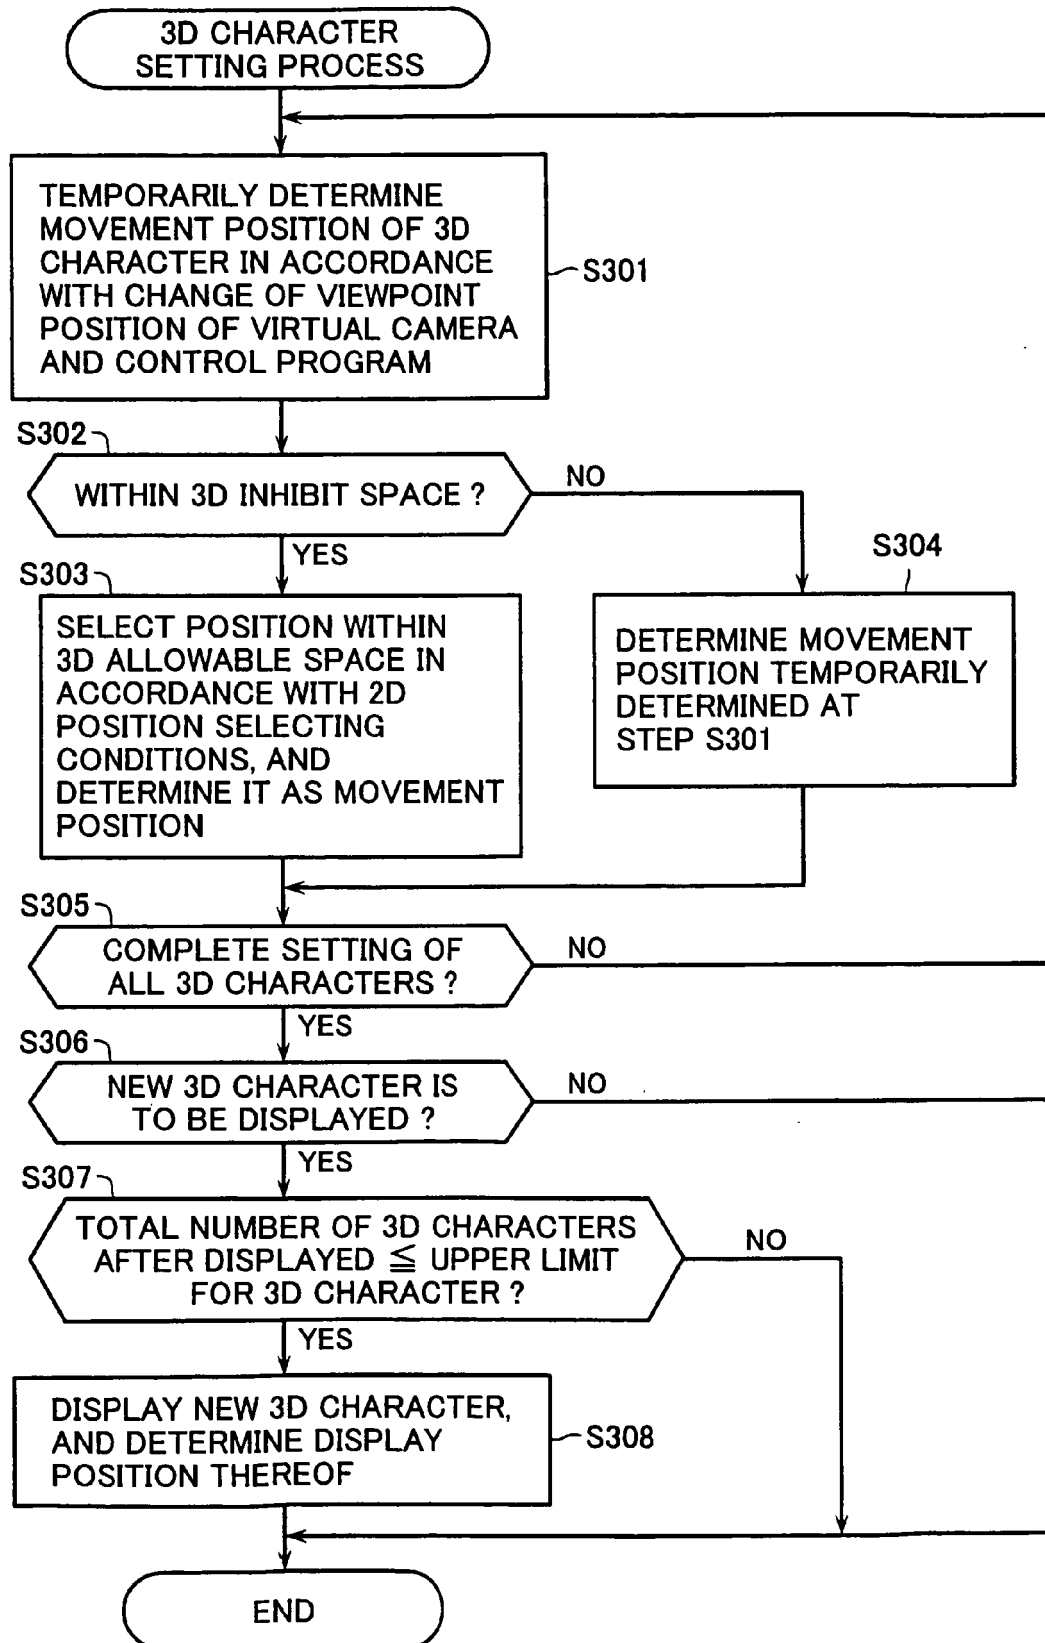 3D CHARACTER
SETTING PROCESS
TEMPORARILY DETERMINE
MOVEMENT POSITION OF 3D
CHARACTER IN ACCORDANCE
WITH CHANGE OF VIEWPOINT
POSITION OF VIRTUAL CAMERA
AND CONTROL PROGRAM
S301
S302
WITHIN 3D INHIBIT SPACE ?
NO
YES
S303
SELECT POSITION WITHIN
3D ALLOWABLE SPACE IN
ACCORDANCE WITH 2D
POSITION SELECTING
CONDITIONS, AND
DETERMINE IT AS MOVEMENT
POSITION
S304
DETERMINE MOVEMENT
POSITION TEMPORARILY
DETERMINED AT
STEP S301
S305
COMPLETE SETTING OF
ALL 3D CHARACTERS ?
NO
YES
S306
NEW 3D CHARACTER IS
TO BE DISPLAYED ?
NO
YES
S307
TOTAL NUMBER OF 3D CHARACTERS
AFTER DISPLAYED ≦ UPPER LIMIT
FOR 3D CHARACTER ?
NO
YES
DISPLAY NEW 3D CHARACTER,
AND DETERMINE DISPLAY
POSITION THEREOF
S308
END